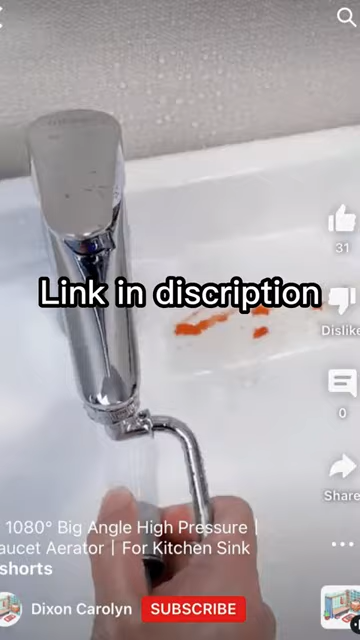 Link in discription
31
Dislike
0
Share
1080° Big Angle High Pressure |
aucet Aerator | For Kitchen Sink
shorts
Dixon Carolyn
SUBSCRIBE